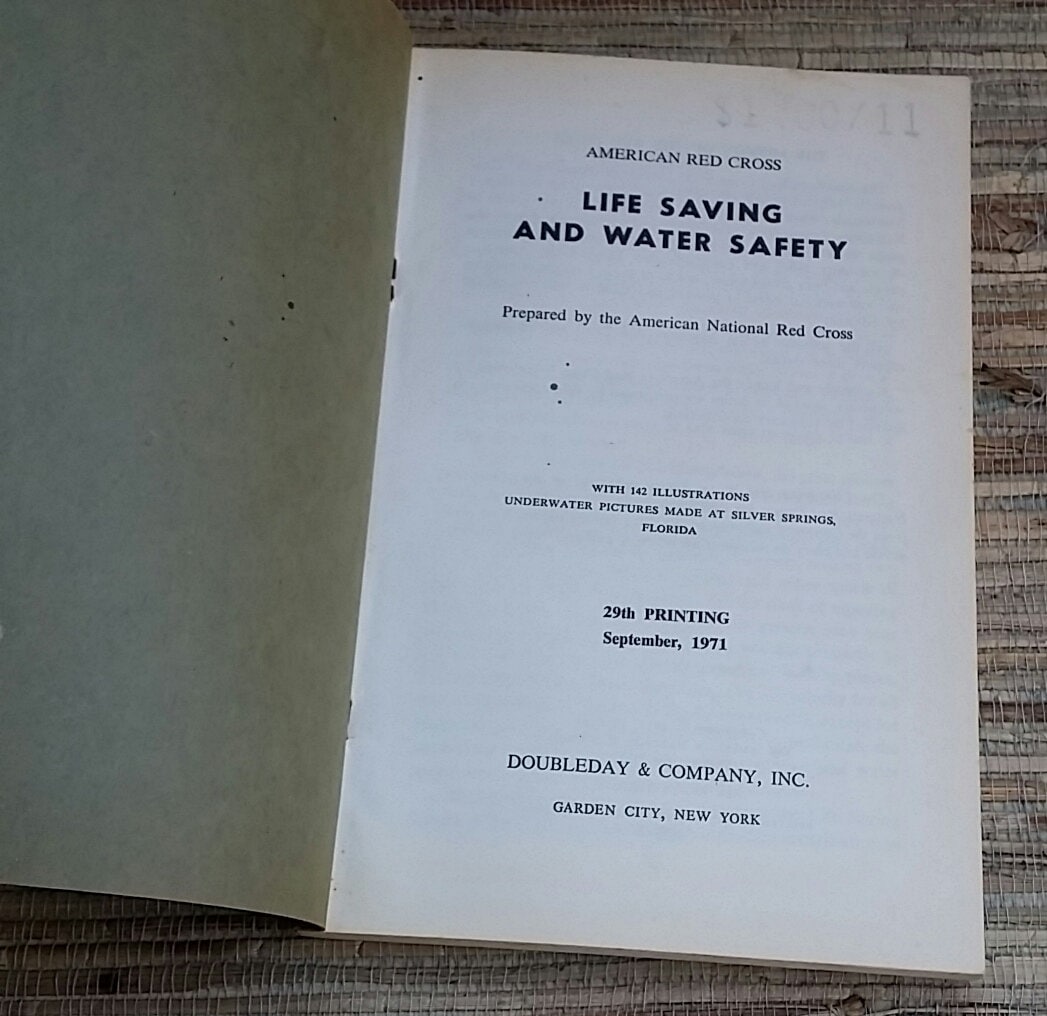 AMERICAN RED CROSS
LIFE SAVING
AND WATER SAFETY
Prepared by the American National Red Cross
WITH 142 ILLUSTRATIONS
UNDERWATER PICTURES MADE AT SILVER SPRINGS,
FLORIDA
29th PRINTING
September, 1971
DOUBLEDAY & COMPANY, INC.
GARDEN CITY, NEW YORK